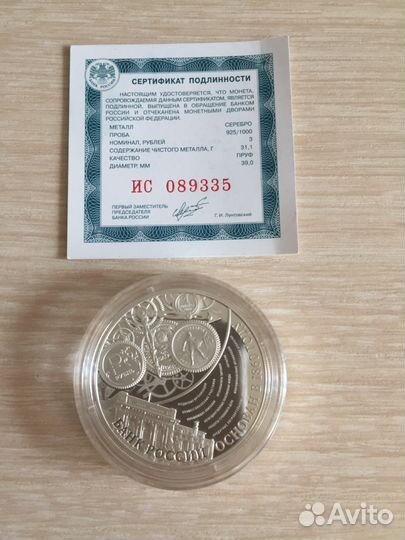 СЕРТИФИКАТ ПОДЛИННОСТИ
НАСТОЯЩИМ УДОСТОВЕРЯЕТСЯ, ЧТО МОНЕТА,
СОПРОВОЖДАЕМАЯ ДАННЫМ СЕРТИФИКАТОМ, ЯВЛЯЕТСЯ
ПОДЛИННОЙ, ВЫПУЩЕНА В ОБРАЩЕНИЕ БАНКОМ
РОССИИ И ОТЧЕКАНЕНА МОНЕТНЫМИ ДВОРАМИ
РОССИЙСКОЙ ФЕДЕРАЦИИ.
МЕТАЛЛ СЕРЕБРО
ПРОБА 925/1000
НОМИНАЛ, РУБЛЕЙ 3
СОДЕРЖАНИЕ ЧИСТОГО МЕТАЛЛА, Г 31,1
КАЧЕСТВО ПРУФ
ДИАМЕТР, ММ 39,0
ИС 089335
ПЕРВЫЙ ЗАМЕСТИТЕЛЬ
ПРЕДСЕДАТЕЛЯ
БАНКА РОССИИ
Г. И. Лунтовский
БАНК РОССИИ ОСНОВАН В
Avito